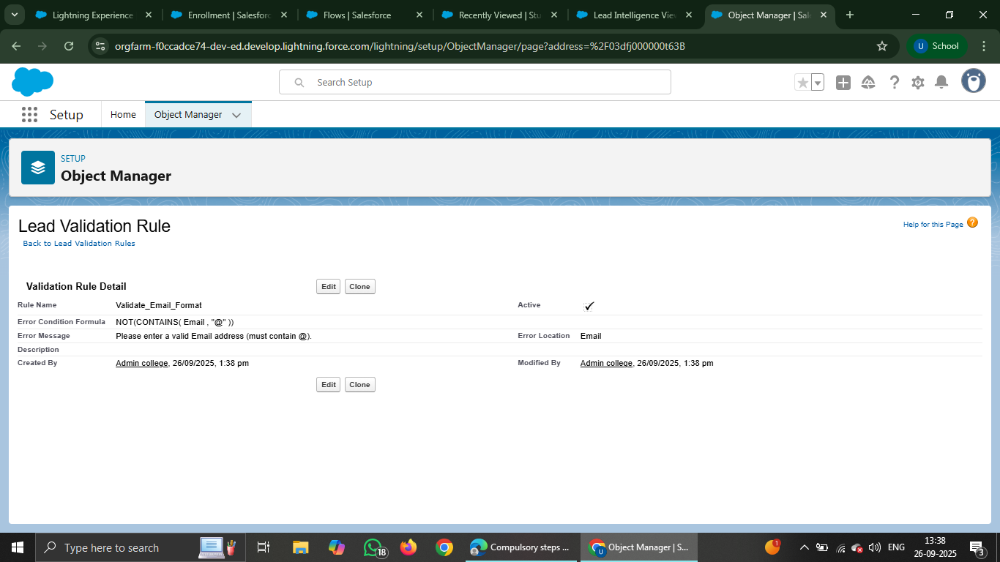 Lightning Experience
Enrollment | Salesforc
Flows | Salesforce
Recently Viewed | Stu
Lead Intelligence Vie
Object Manager | Sal
orgfarm-f0ccadce74-dev-ed.develop.lightning.force.com/lightning/setup/ObjectManager/page?address=%2F03dfj000000t63B
U School
Search Setup
Setup
Home
Object Manager
SETUP
Object Manager
Lead Validation Rule
Help for this Page ?
Back to Lead Validation Rules
Validation Rule Detail
Edit
Clone
Rule Name Validate_Email_Format
Active
Error Condition Formula NOT(CONTAINS( Email , "@" ))
Error Message Please enter a valid Email address (must contain @).
Error Location Email
Description
Created By Admin college, 26/09/2025, 1:38 pm
Modified By Admin college, 26/09/2025, 1:38 pm
Edit
Clone
Type here to search
18
Compulsory steps ...
U
Object Manager | S...
1
ENG
13:38
26-09-2025
3